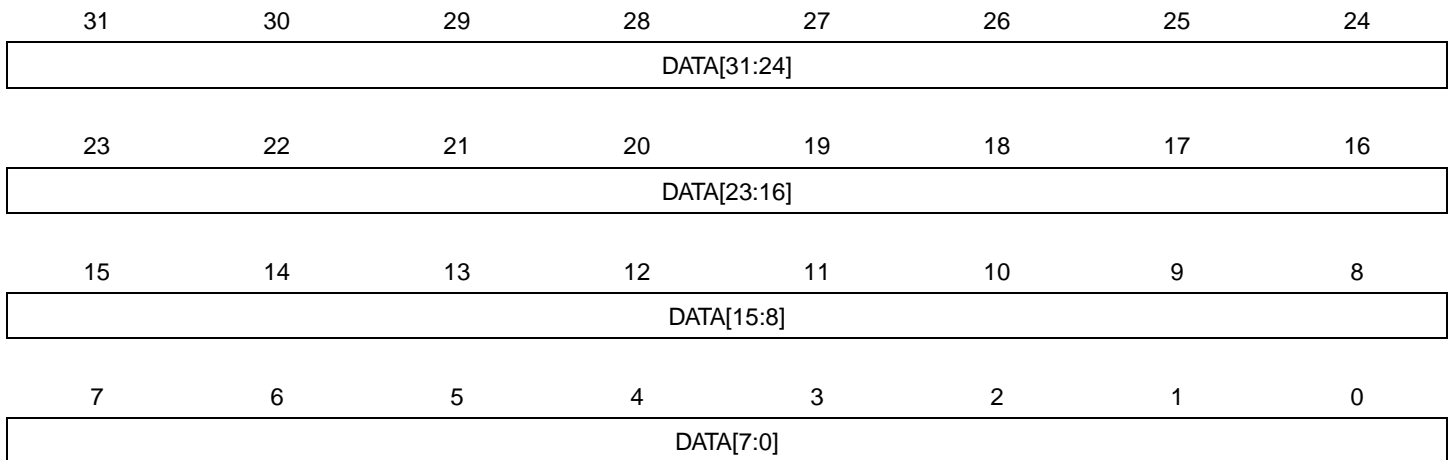 31 30 29 28 27 26 25 24
DATA[31:24]
23 22 21 20 19 18 17 16
DATA[23:16]
15 14 13 12 11 10 9 8
DATA[15:8]
7 6 5 4 3 2 1 0
DATA[7:0]